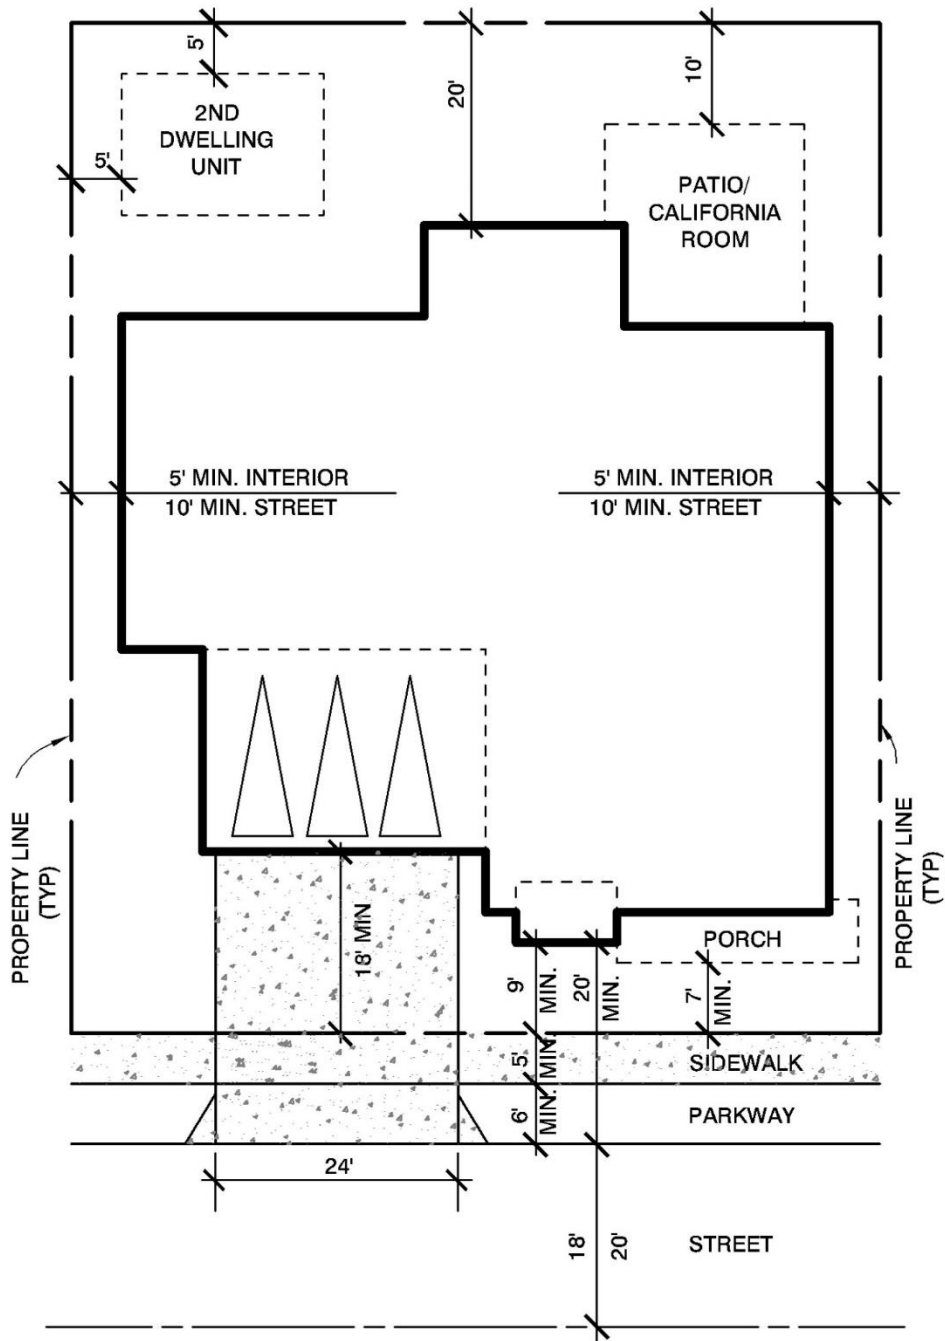 5'
20'
10'
2ND
DWELLING
UNIT
5'
PATIO/
CALIFORNIA
ROOM
5' MIN. INTERIOR
10' MIN. STREET
5' MIN. INTERIOR
10' MIN. STREET
PROPERTY LINE
(TYP)
PROPERTY LINE
(TYP)
18' MIN
PORCH
9'
MIN.
20'
MIN.
7'
MIN.
5'
MIN.
SIDEWALK
6'
MIN.
PARKWAY
24'
18'
20'
STREET